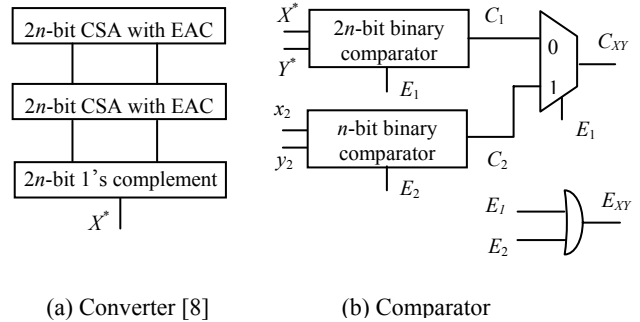 2n-bit CSA with EAC
2n-bit CSA with EAC
2n-bit 1's complement
X*
(a) Converter [8]
X*
Y*
2n-bit binary
comparator
E1
C1
0
1
CXY
E1
x2
y2
n-bit binary
comparator
E2
C2
E1
E2
EXY
(b) Comparator